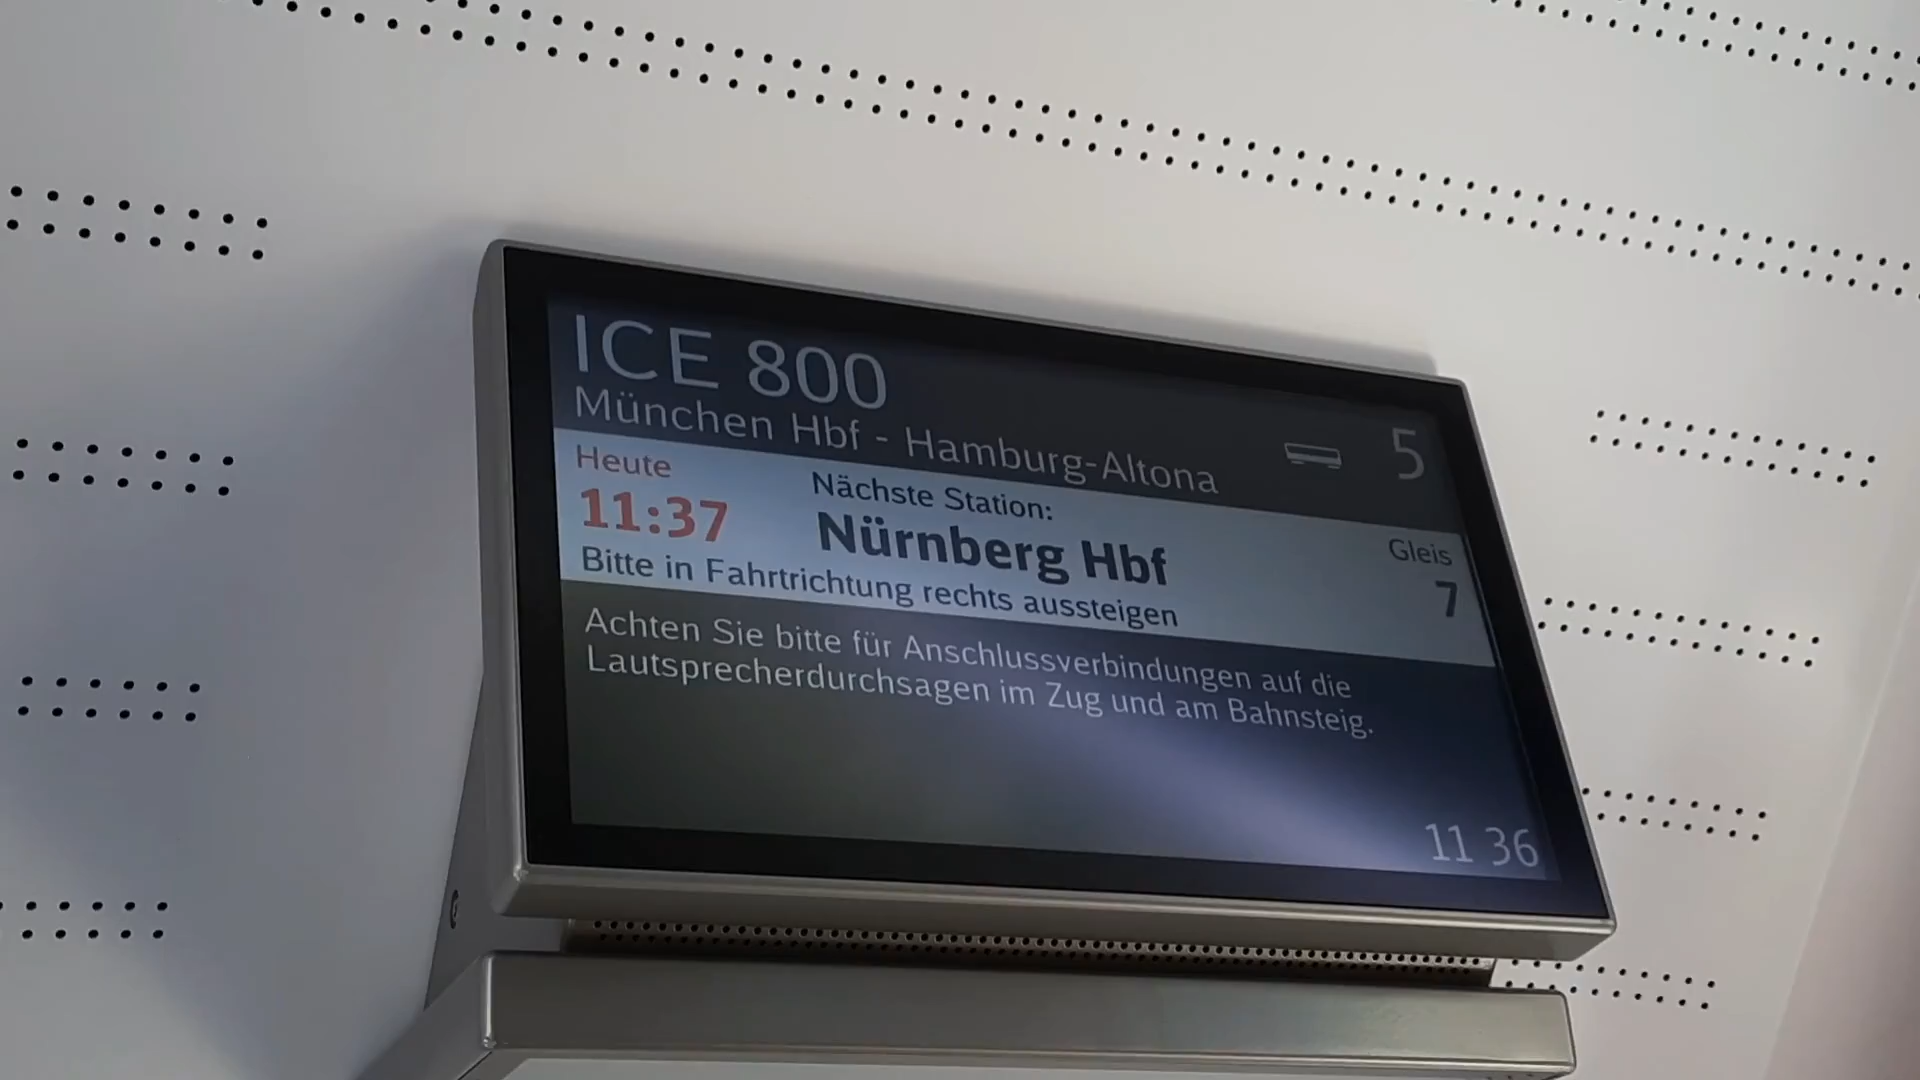 ICE 800
München Hbf - Hamburg-Altona
5
Heute
11:37
Nächste Station:
Nürnberg Hbf
Gleis
7
Bitte in Fahrtrichtung rechts aussteigen
Achten Sie bitte für Anschlussverbindungen auf die
Lautsprecherdurchsagen im Zug und am Bahnsteig.
11 36